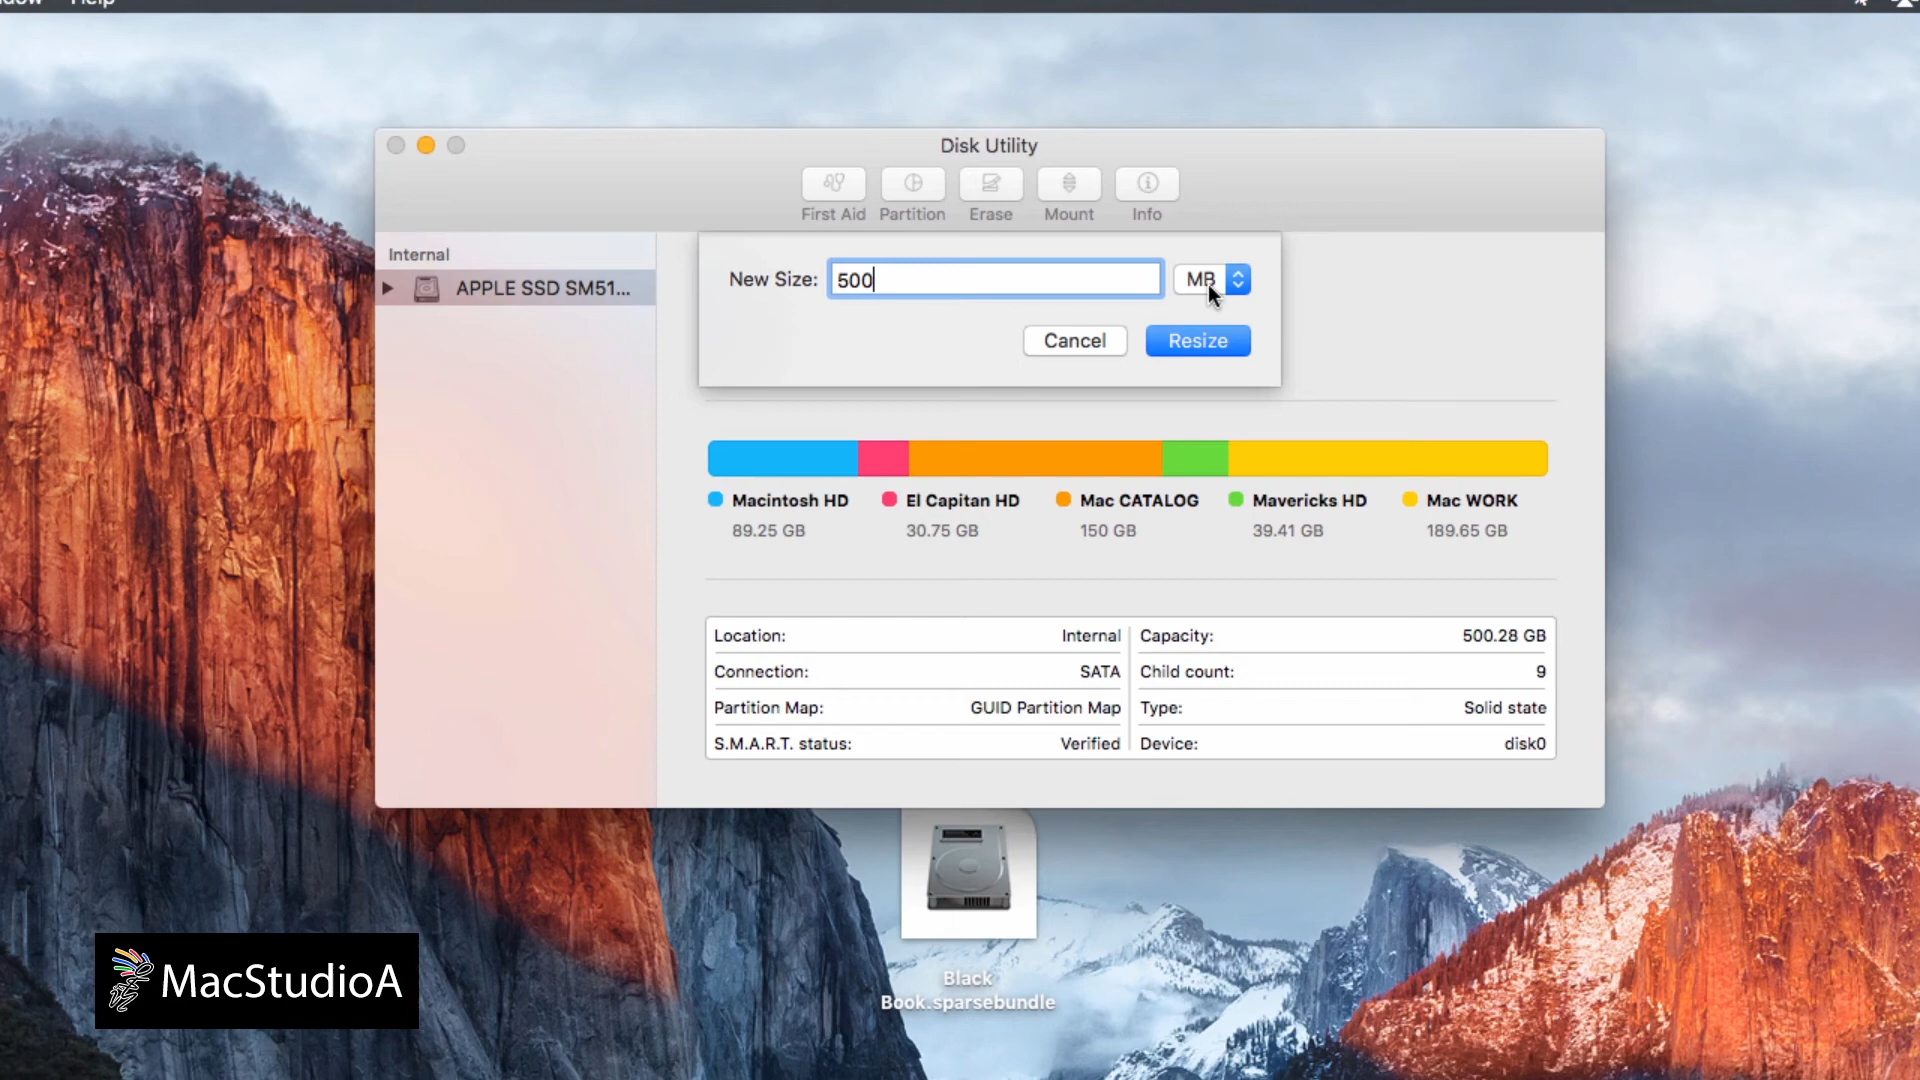 Help
Disk Utility
First Aid Partition Erase Mount Info
Internal
APPLE SSD SM51...
New Size: 500 MB
Cancel Resize
Macintosh HD El Capitan HD Mac CATALOG Mavericks HD Mac WORK
89.25 GB 30.75 GB 150 GB 39.41 GB 189.65 GB
Location: Internal Capacity: 500.28 GB
Connection: SATA Child count: 9
Partition Map: GUID Partition Map Type: Solid state
S.M.A.R.T. status: Verified Device: disk0
Black
Book.sparsebundle
MacStudioA